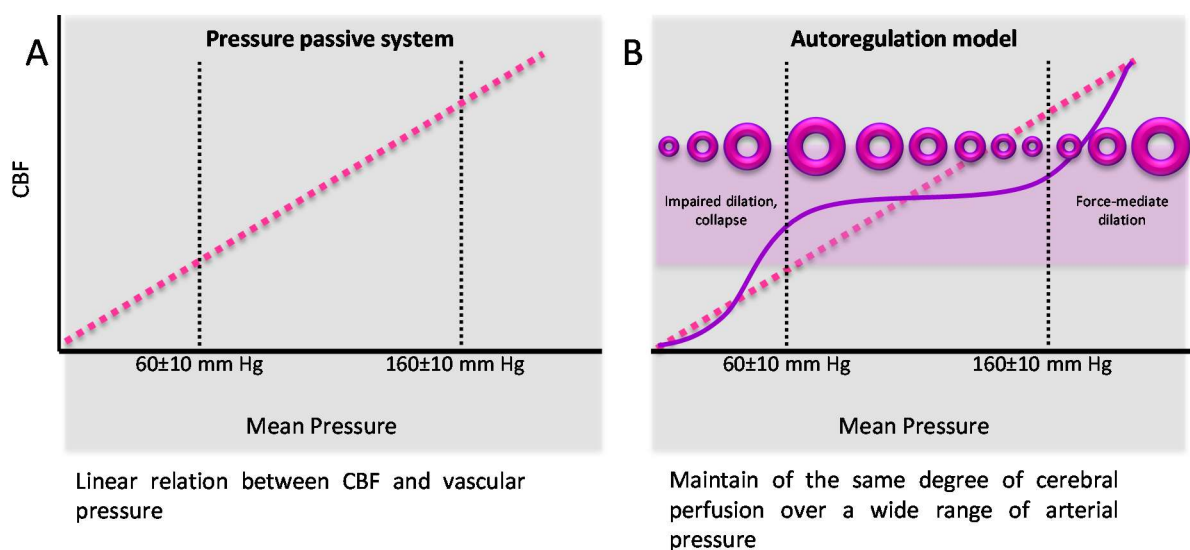 A
Pressure passive system
CBF
60±10 mm Hg
160±10 mm Hg
Mean Pressure
Linear relation between CBF and vascular
pressure
B
Autoregulation model
Impaired dilation,
collapse
Force-mediate
dilation
60±10 mm Hg
160±10 mm Hg
Mean Pressure
Maintain of the same degree of cerebral
perfusion over a wide range of arterial
pressure